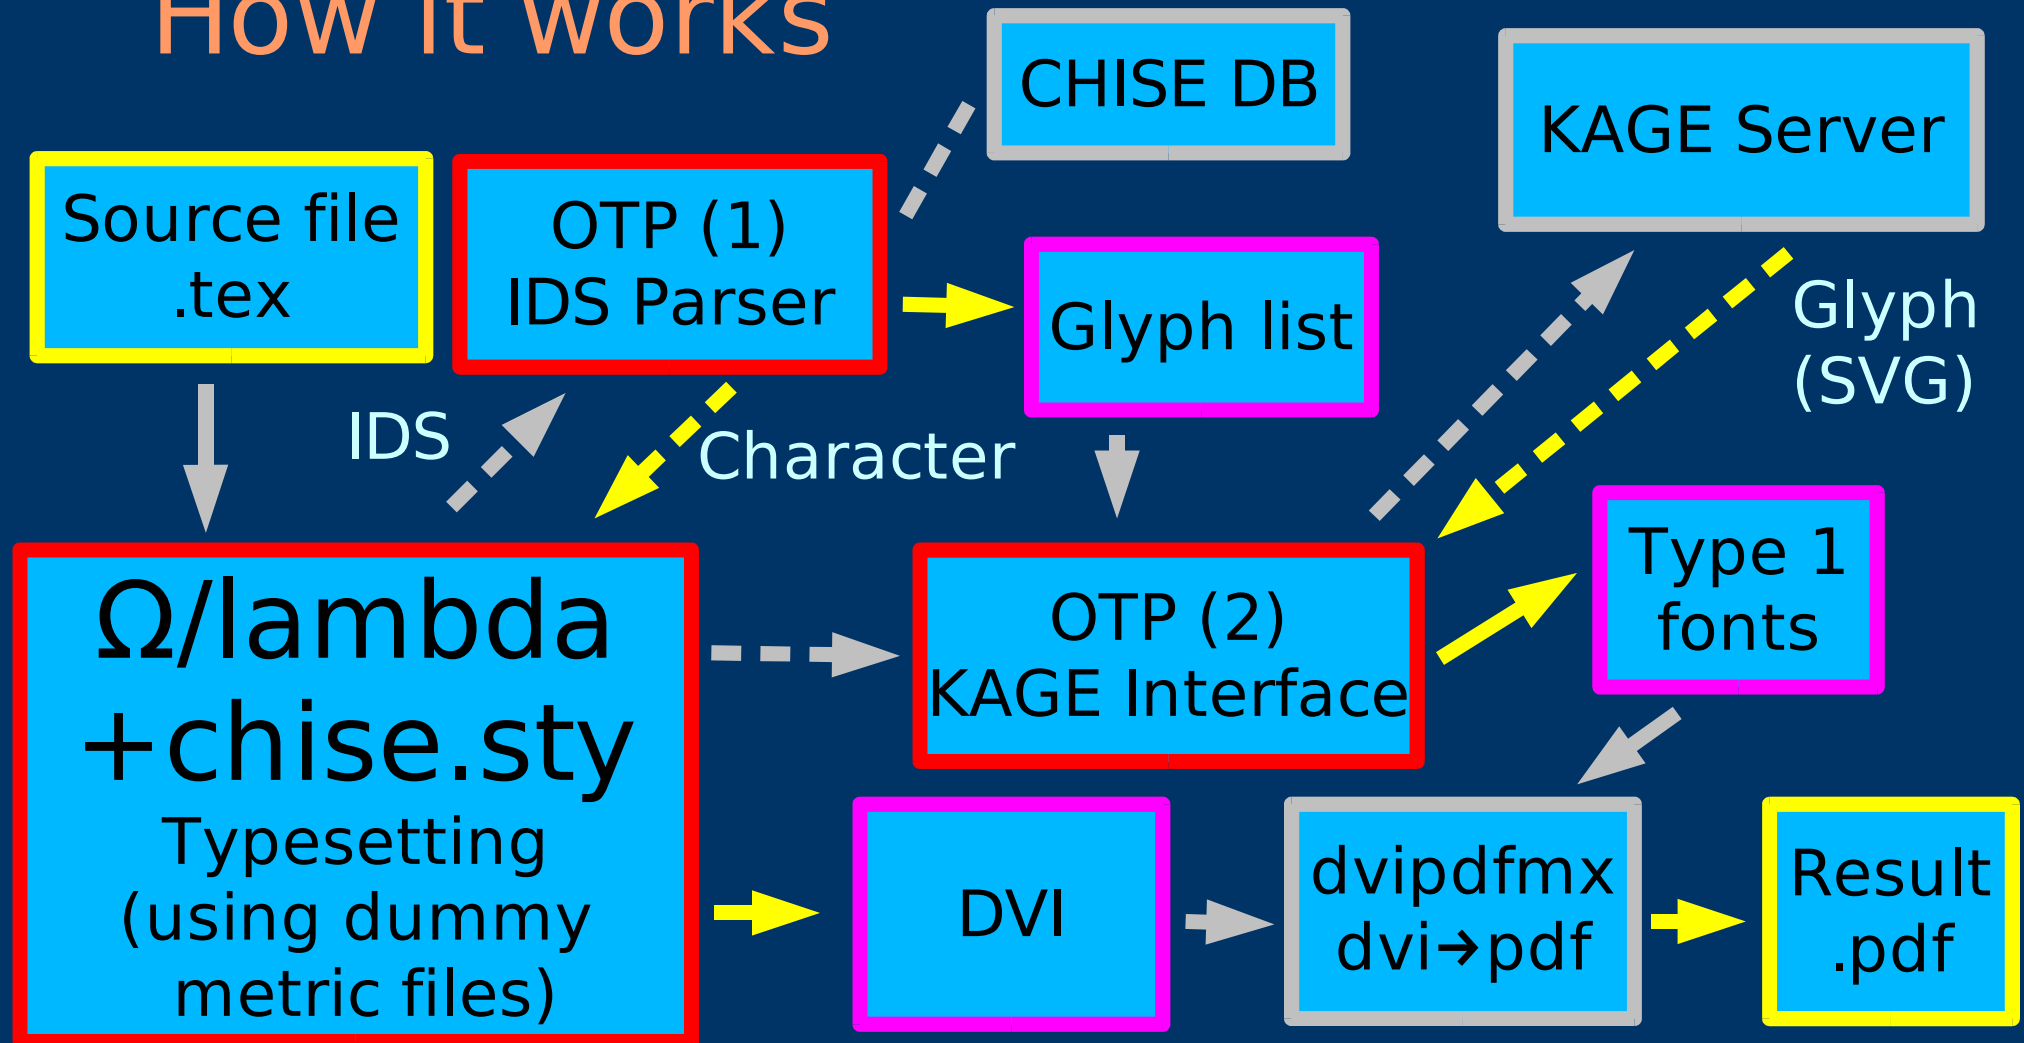 How it works
CHISE DB
KAGE Server
Source file
.tex
OTP (1)
IDS Parser
Glyph list
Glyph
(SVG)
IDS
Character
Type 1
fonts
Ω/lambda
+chise.sty
Typesetting
(using dummy
metric files)
OTP (2)
KAGE Interface
DVI
dvipdfmx
dvi→pdf
Result
.pdf